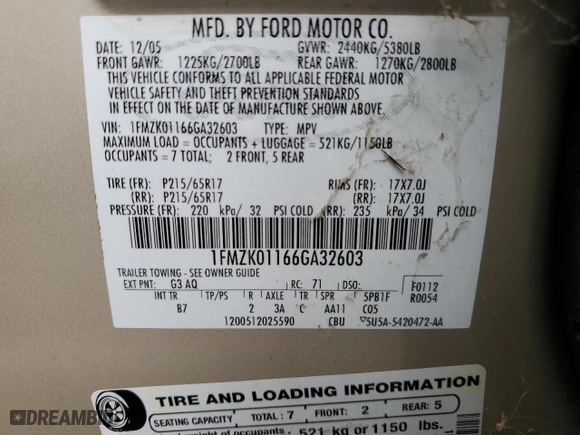 MFD. BY FORD MOTOR CO.
DATE: 12/05 GVWR: 2440KG/5380LB
FRONT GAWR: 1225KG/2700LB REAR GAWR: 1270KG/2800LB
THIS VEHICLE CONFORMS TO ALL APPLICABLE FEDERAL MOTOR
VEHICLE SAFETY AND THEFT PREVENTION STANDARDS
IN EFFECT ON THE DATE OF MANUFACTURE SHOWN ABOVE.
VIN: 1FMZK01166GA32603 TYPE: MPV
MAXIMUM LOAD = OCCUPANTS + LUGGAGE = 521KG/1150LB
OCCUPANTS = 7 TOTAL; 2 FRONT, 5 REAR
TIRE (FR): P215/65R17 RIMS (FR): 17X7.0J
(RR): P215/65R17 (RR): 17X7.0J
PRESSURE (FR): 220 kPa/ 32 PSI COLD (RR): 235 kPa/ 34 PSI COLD
1FMZK01166GA32603
TRAILER TOWING - SEE OWNER GUIDE
EXT PNT: G3 AQ RC: 71 DSO: F0112
INT TR TP/PS R AXLE TR SPR 5PB1F R0054
B7 2 3A C AA11 C05
1200512025590 CBU 5U5A-5420472-AA
TIRE AND LOADING INFORMATION
SEATING CAPACITY TOTAL: 7 FRONT: 2 REAR: 5
weight of occupants 521 kg or 1150 lbs.
DREAMBID